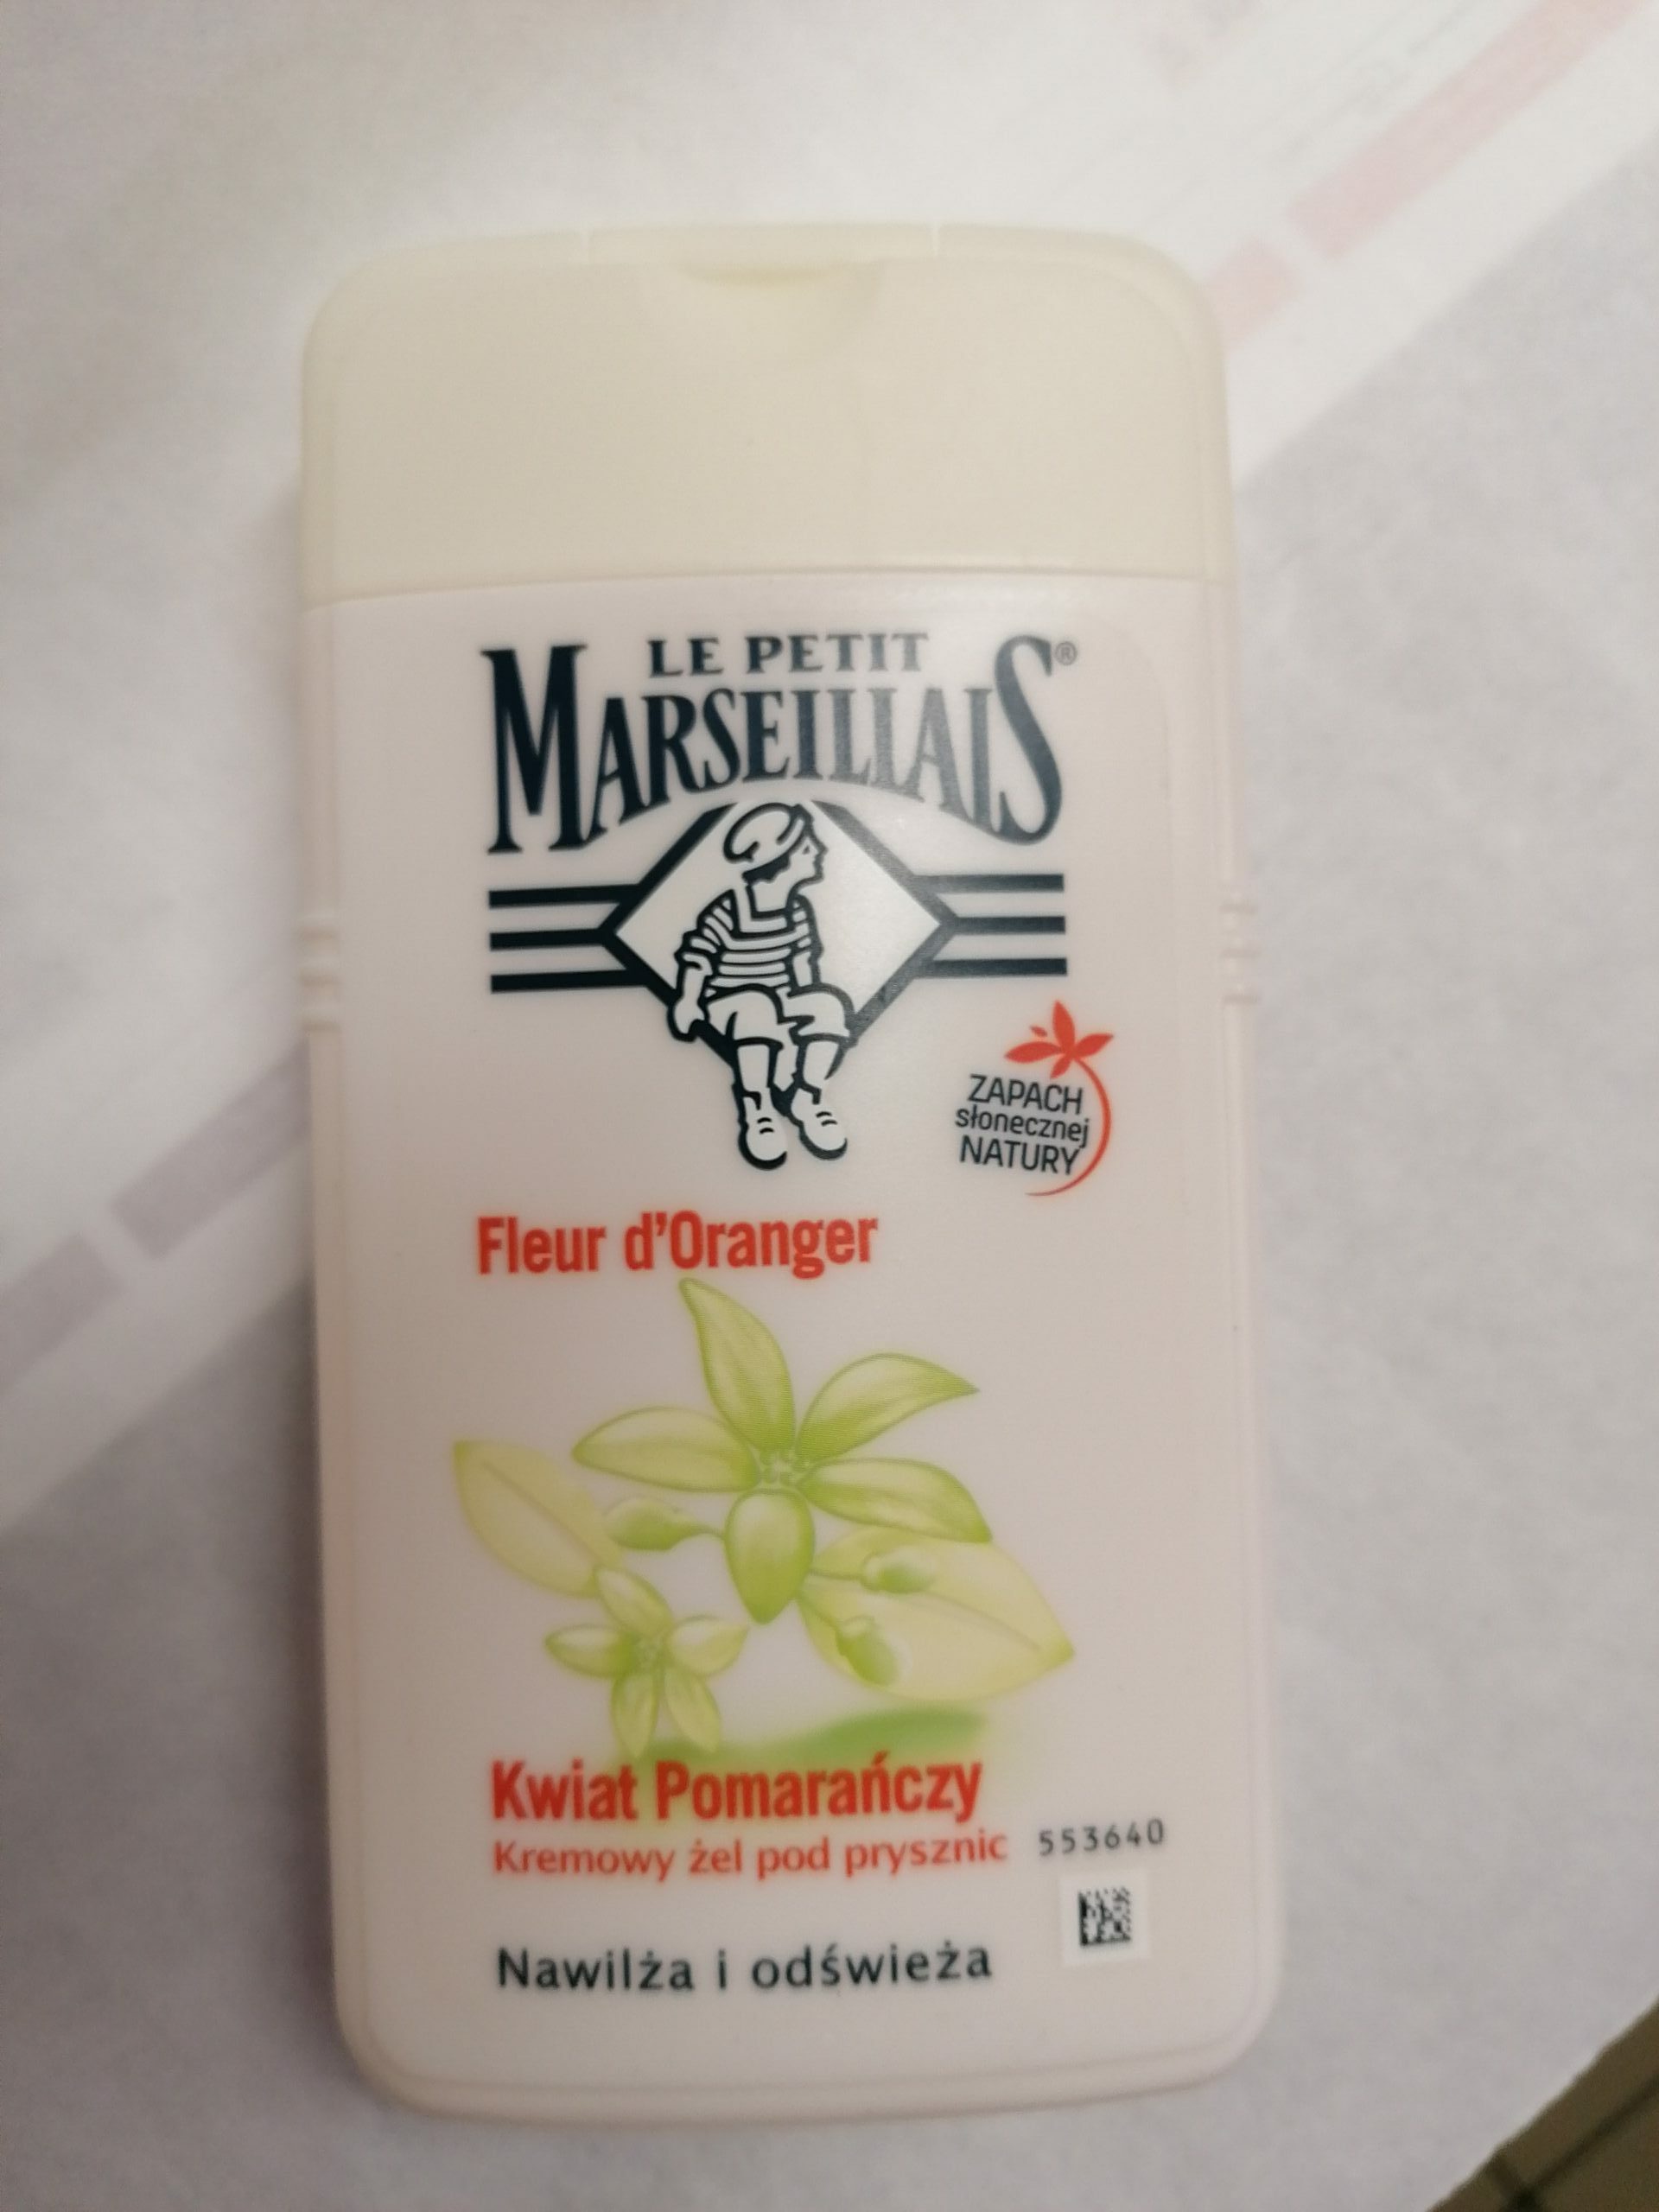 LE PETIT
MARSEILLAIS®
ZAPACH
słonecznej
NATURY
Fleur d'Oranger
Kwiat Pomarańczy
Kremowy żel pod prysznic
553640
Nawilża i odświeża